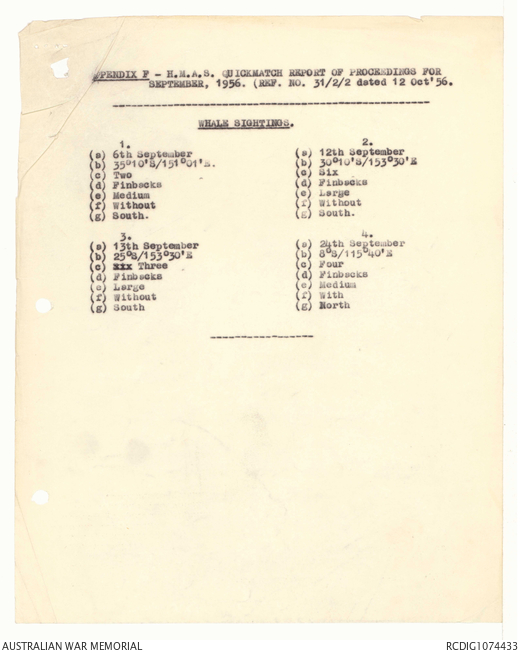 PPENDIX F - H.M.A.S. QUICKMATCH REPORT OF PROCEEDINGS FOR
SEPTEMBER, 1956. (REF. NO. 31/2/2 dated 12 Oct'56.
WHALE SIGHTINGS.
1.
(a) 6th September
(b) 35°10'S/151°01'E.
(c) Two
(d) Finbacks
(e) Medium
(f) Without
(g) South.
2.
(a) 12th September
(b) 30°10'S/153°30'E
(c) Six
(d) Finbacks
(e) Large
(f) Without
(g) South.
3.
(a) 13th September
(b) 25°S/153°30'E
(c) xix Three
(d) Finbacks
(e) Large
(f) Without
(g) South
4.
(a) 24th September
(b) 8°S/115°40'E
(c) Four
(d) Finbacks
(e) Medium
(f) With
(g) North
AUSTRALIAN WAR MEMORIAL
RCDIG1074433